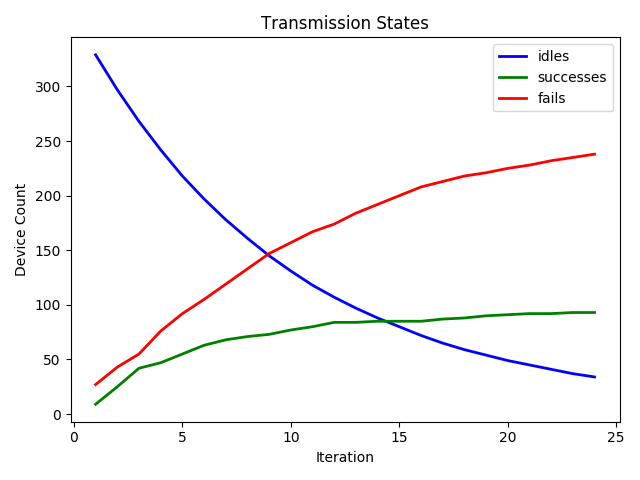 Transmission States
idles
successes
fails
300
250
200
150
100
50
0
Device Count
0 5 10 15 20 25
Iteration